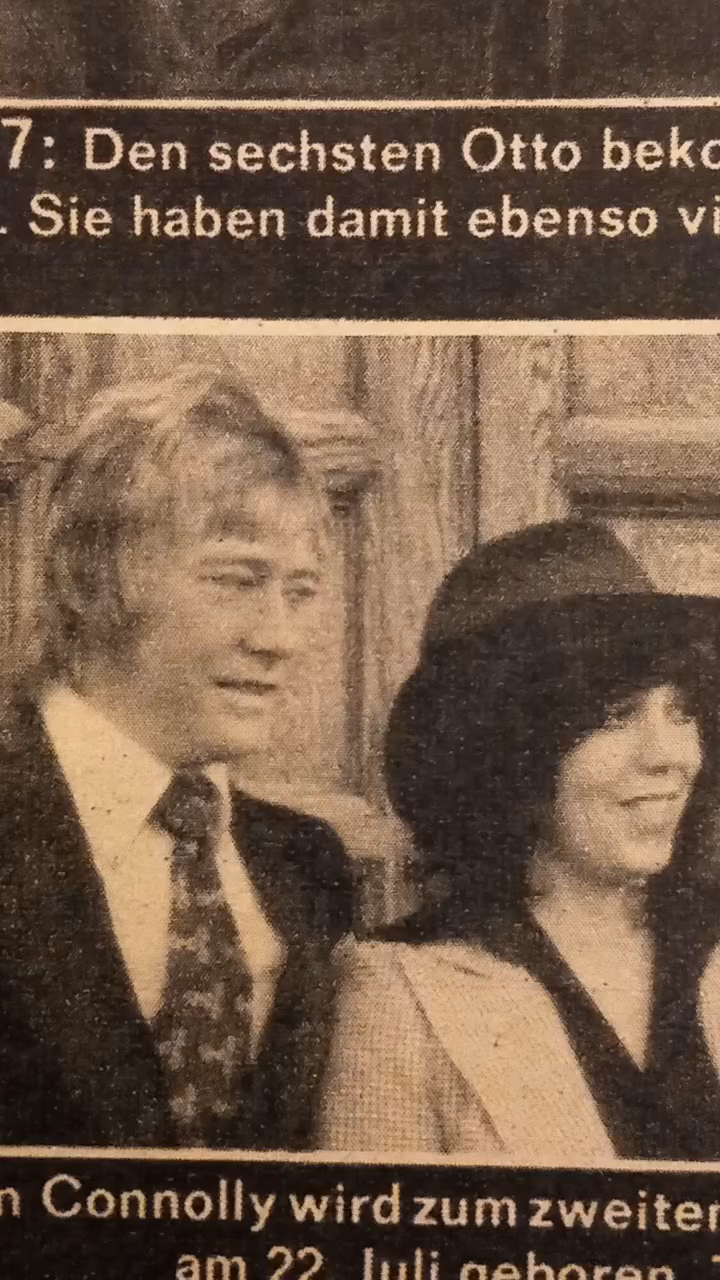 7: Den sechsten Otto beko
. Sie haben damit ebenso vi
n Connolly wird zum zweiten
am 22. Juli geboren.